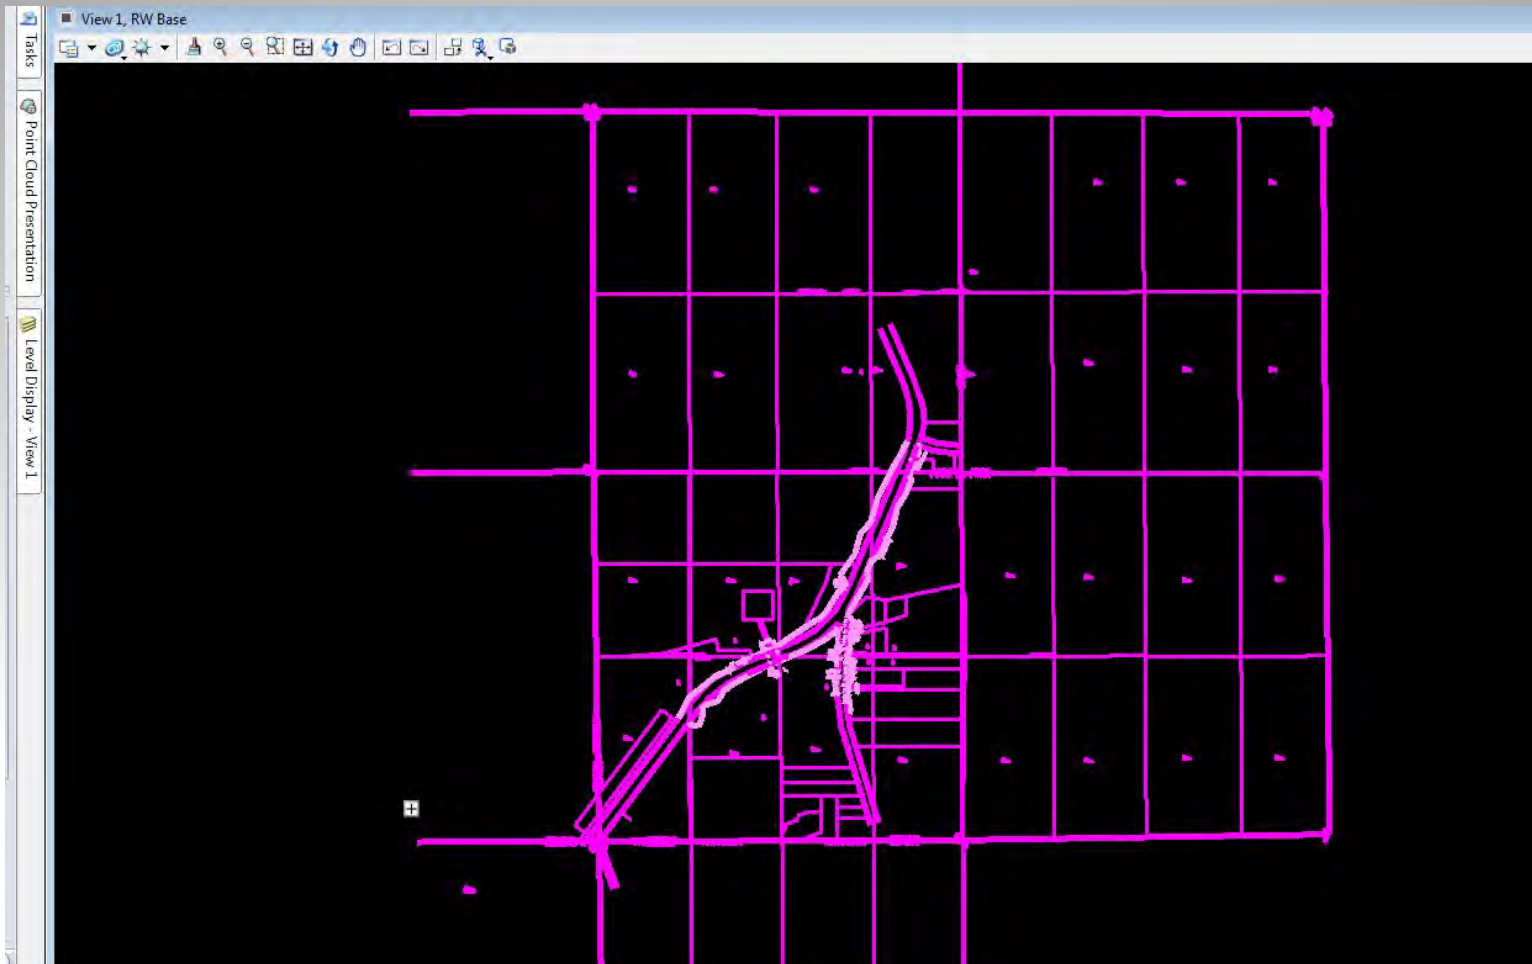 View 1, RW Base
Tasks
Point Cloud Presentation
Level Display - View 1